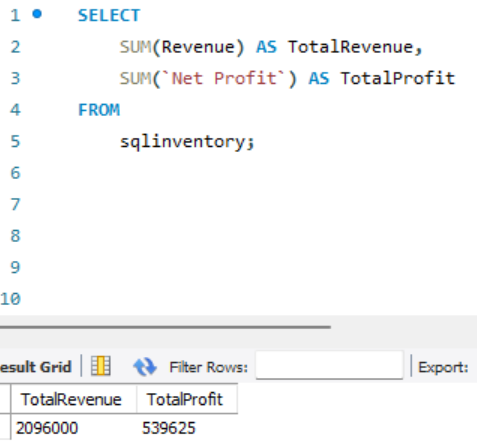 1 SELECT
2 SUM(Revenue) AS TotalRevenue,
3 SUM(`Net Profit`) AS TotalProfit
4 FROM
5 sqlinventory;
6
7
8
9
10
esult Grid Filter Rows: Export:
TotalRevenue TotalProfit
2096000 539625